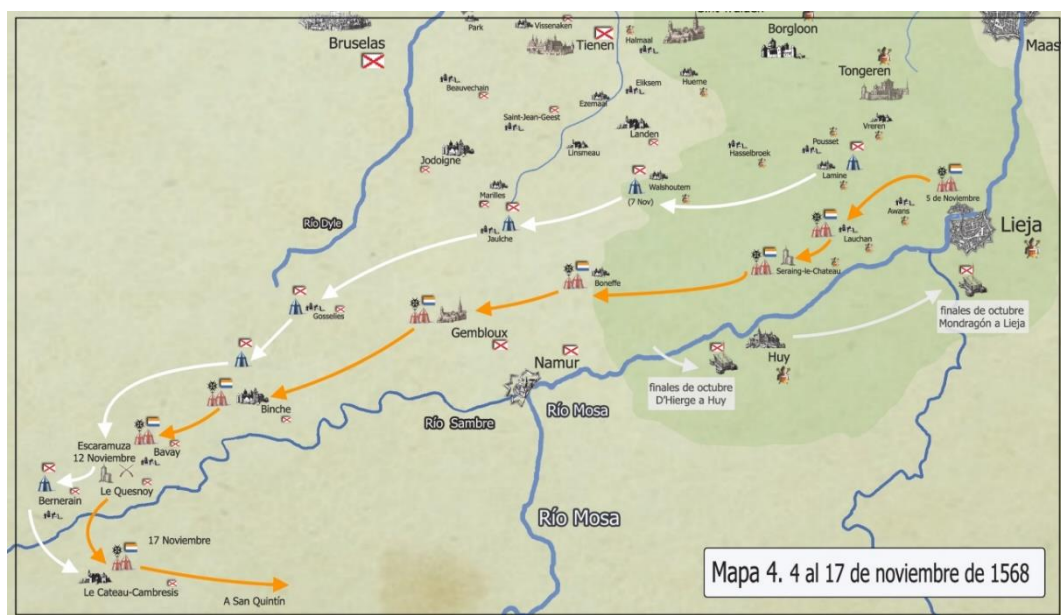 Park
Vissenaken
Bruselas
Tienen
Halmaal
Borgloon
Maas
Tongeren
Beauvechain
Eliksem
Hueme
Ezemaal
Saint-Jean-Geest
Landen
Linsmeau
Jodoigne
Hasselbroek
Pousset
Vreren
Lamine
Marilles
Walshoutem
(7 Nov)
5 de Noviembre
Awans
Lieja
Río Dyle
Jaulche
Lauchan
Seraing-le-Chateau
Boneffe
Gosselies
Gembloux
finales de octubre
Mondragón a Lieja
Huy
Namur
finales de octubre
D'Hierge a Huy
Binche
Río Mosa
Río Sambre
Bavay
Escaramuza
12 Noviembre
Le Quesnoy
Bernerain
Río Mosa
17 Noviembre
Le Cateau-Cambresis
A San Quintín
Mapa 4. 4 al 17 de noviembre de 1568